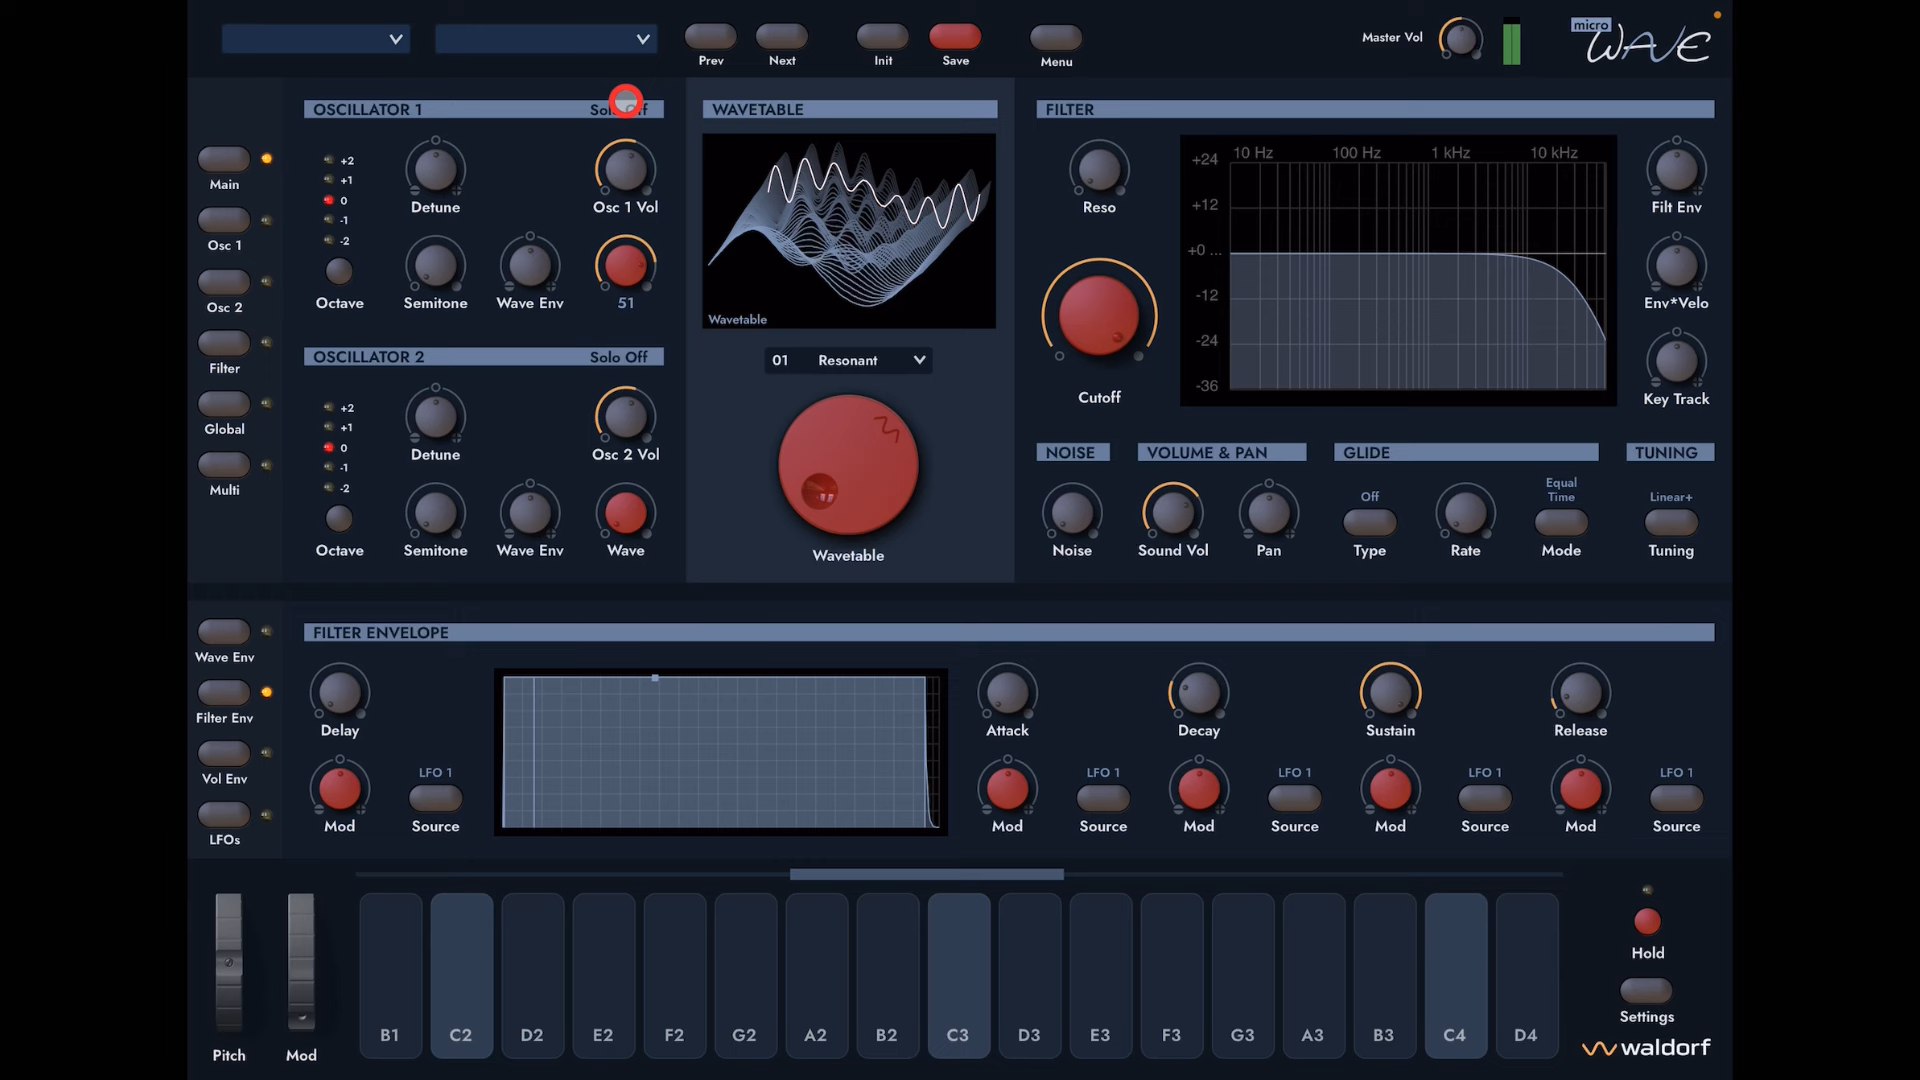 Prev
Next
Init
Save
Menu
Master Vol
micro
WAVE
OSCILLATOR 1
WAVETABLE
FILTER
Main
Osc 1
Osc 2
Filter
Global
Multi
+2
+1
0
-1
-2
Octave
Detune
Osc 1 Vol
Semitone
Wave Env
51
OSCILLATOR 2
Solo Off
+2
+1
0
-1
-2
Octave
Detune
Osc 2 Vol
Semitone
Wave Env
Wave
Wavetable
01 Resonant
Wavetable
Reso
Cutoff
10 Hz 100 Hz 1 kHz 10 kHz
+24
+12
+0 ...
-12
-24
-36
Filt Env
Env*Velo
Key Track
NOISE
VOLUME & PAN
GLIDE
TUNING
Off
Equal
Time
Linear+
Noise
Sound Vol
Pan
Type
Rate
Mode
Tuning
Wave Env
Filter Env
Vol Env
LFOs
FILTER ENVELOPE
Delay
Attack
Decay
Sustain
Release
LFO 1
LFO 1
LFO 1
LFO 1
LFO 1
Mod
Source
Mod
Source
Mod
Source
Mod
Source
Mod
Source
Pitch
Mod
B1 C2 D2 E2 F2 G2 A2 B2 C3 D3 E3 F3 G3 A3 B3 C4 D4
Hold
Settings
waldorf